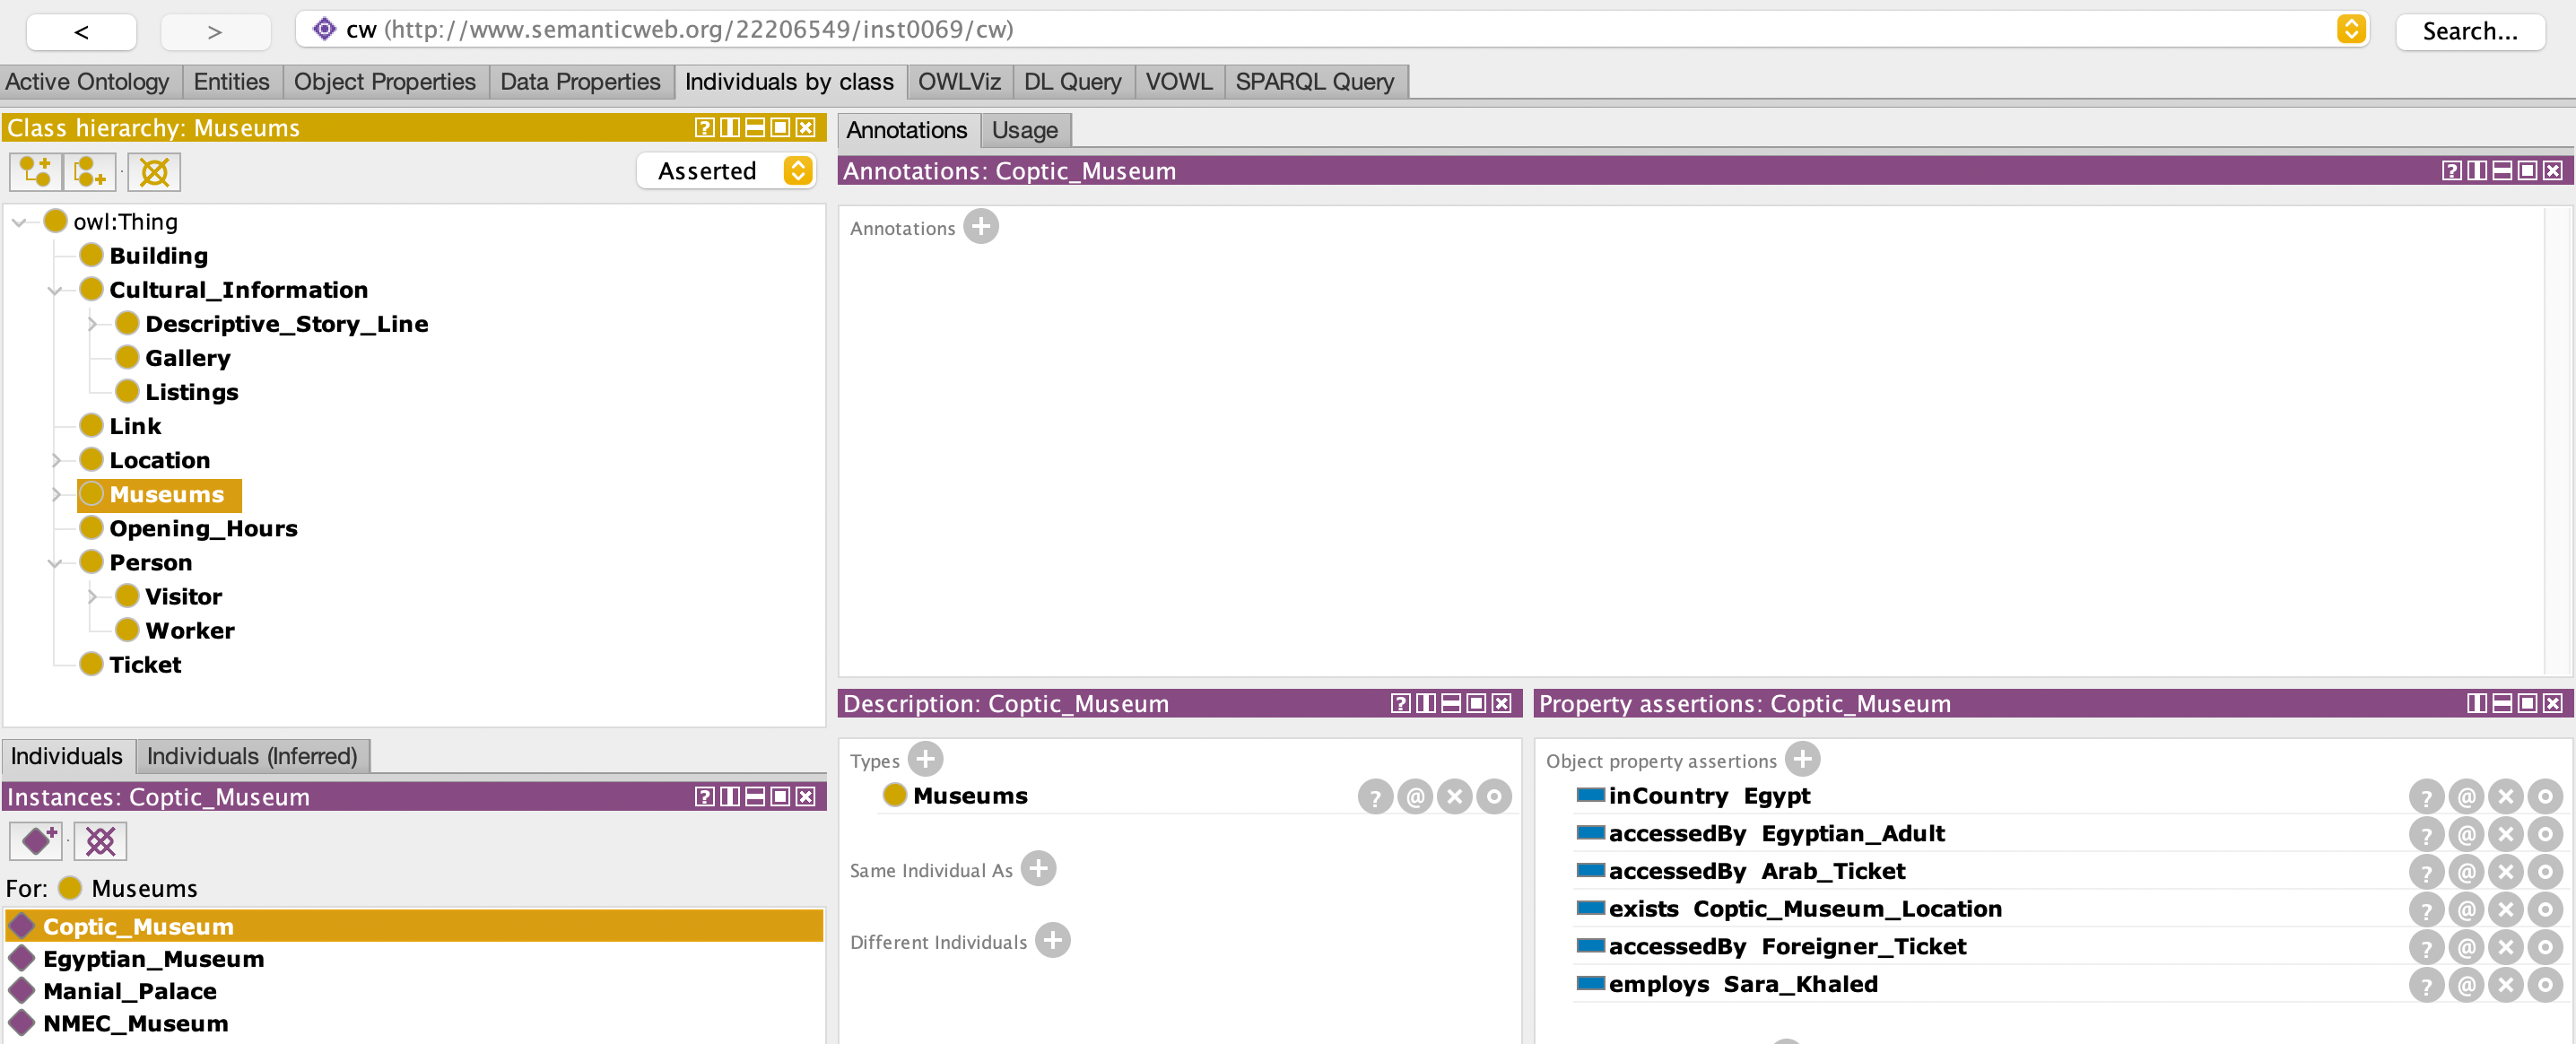 < > cw (http://www.semanticweb.org/22206549/inst0069/cw) Search...
Active Ontology Entities Object Properties Data Properties Individuals by class OWLViz DL Query VOWL SPARQL Query
Class hierarchy: Museums
Asserted
owl:Thing
Building
Cultural_Information
Descriptive_Story_Line
Gallery
Listings
Link
Location
Museums
Opening_Hours
Person
Visitor
Worker
Ticket
Individuals Individuals (Inferred)
Instances: Coptic_Museum
For: Museums
Coptic_Museum
Egyptian_Museum
Manial_Palace
NMEC_Museum
Annotations Usage
Annotations: Coptic_Museum
Annotations
Description: Coptic_Museum
Types
Museums
Same Individual As
Different Individuals
Property assertions: Coptic_Museum
Object property assertions
inCountry Egypt
accessedBy Egyptian_Adult
accessedBy Arab_Ticket
exists Coptic_Museum_Location
accessedBy Foreigner_Ticket
employs Sara_Khaled